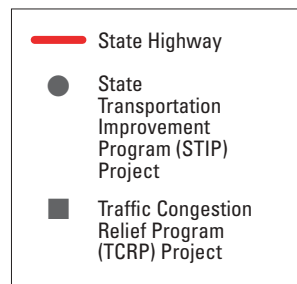 State Highway
State
Transportation
Improvement
Program (STIP)
Project
Traffic Congestion
Relief Program
(TCRP) Project